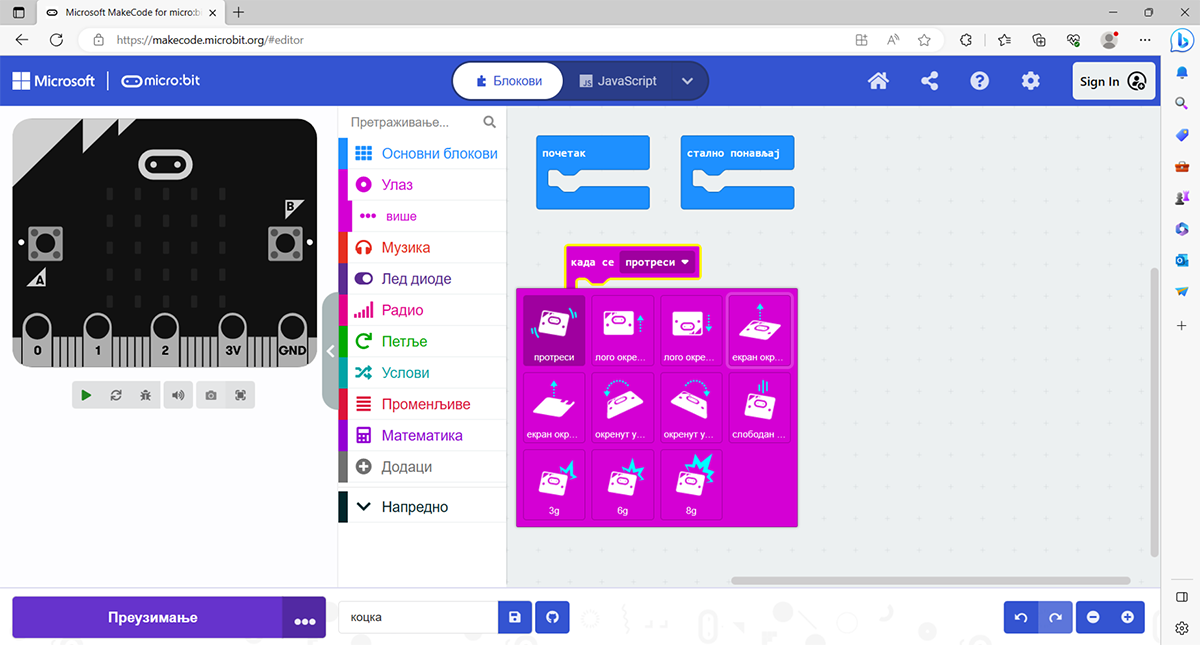 Microsoft MakeCode for micro:b
https://makecode.microbit.org/#editor
Microsoft
micro:bit
Блокови
JS
JavaScript
Sign In
A
B
0
1
2
3V
GND
Претраживање...
Основни блокови
Улаз
више
Музика
Лед диоде
Радио
Петље
Услови
Променљиве
Математика
Додаци
Напредно
почетак
стално понављај
када се протреси
протреси
лого окре...
лого окре...
екран окр...
екран окр...
окренут у...
окренут у...
слободан ...
3g
6g
8g
Преузимање
коцка